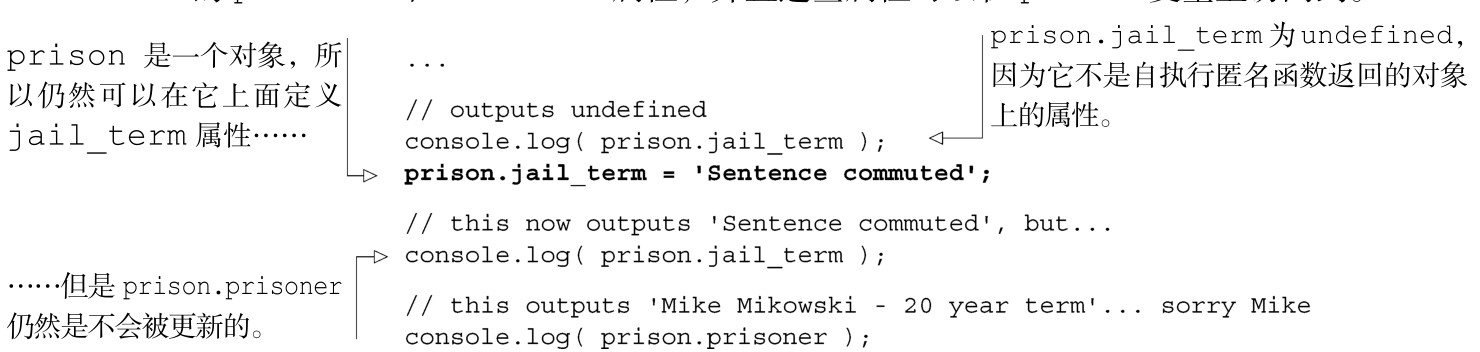 prison 是一个对象，所
以仍然可以在它上面定义
jail_term 属性……
...
// outputs undefined
console.log( prison.jail_term );
prison.jail_term = 'Sentence commuted';
prison.jail_term 为 undefined,
因为它不是自执行匿名函数返回的对象
上的属性。
// this now outputs 'Sentence commuted', but...
console.log( prison.jail_term );
……但是 prison.prisoner
仍然是不会被更新的。
// this outputs 'Mike Mikowski - 20 year term'... sorry Mike
console.log( prison.prisoner );